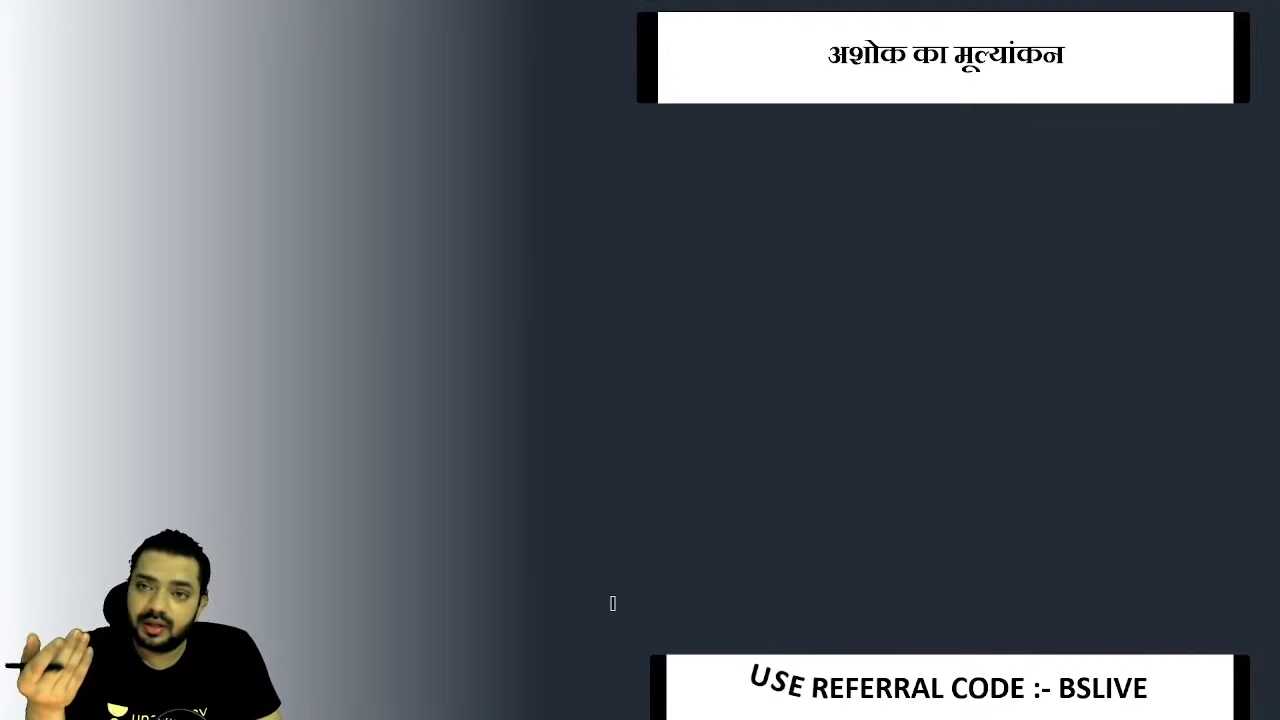 अशोक का मूल्यांकन
USE REFERRAL CODE :- BSLIVE